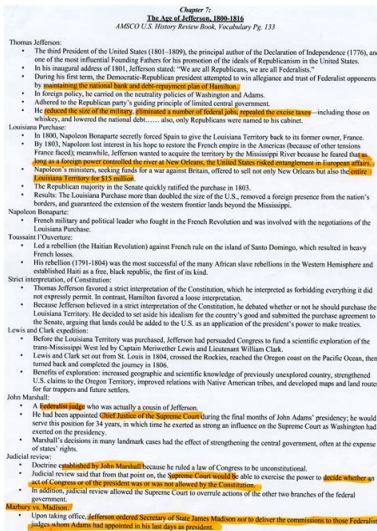 Chapter 7:
The Age of Jefferson, 1800-1816
AMSCO U.S. History Review Book, Vocabulary Pg. 133
Thomas Jefferson:
• The third President of the United States (1801–1809), the principal author of the Declaration of Independence (1776), and
one of the most influential Founding Fathers for his promotion of the ideals of Republicanism in the United States.
• In his inaugural address of 1801, Jefferson stated: "We are all Republicans, we are all Federalists."
• During his first term, the Democratic-Republican president attempted to win allegiance and trust of Federalist opponents
by maintaining the national bank and debt-repayment plan of Hamilton.
• In foreign policy, he carried on the neutrality policies of Washington and Adams.
• Adhered to the Republican party's guiding principle of limited central government.
• He reduced the size of the military, eliminated a number of federal jobs, repealed the excise taxes—including those on
whiskey, and lowered the national debt…… also, only Republicans were named to his cabinet.
Louisiana Purchase:
• In 1800, Napoleon Bonaparte secretly forced Spain to give the Louisiana Territory back to its former owner, France.
• By 1803, Napoleon lost interest in his hope to restore the French empire in the Americas (because of other tensions
France faced); meanwhile, Jefferson wanted to acquire the territory by the Mississippi River because he feared that as
long as a foreign power controlled the river at New Orleans, the United States risked entanglement in European affairs.
• Napoleon's ministers, seeking funds for a war against Britain, offered to sell not only New Orleans but also the entire
Louisiana Territory for $15 million.
• The Republican majority in the Senate quickly ratified the purchase in 1803.
• Results: The Louisiana Purchase more than doubled the size of the U.S., removed a foreign presence from the nation's
borders, and guaranteed the extension of the western frontier lands beyond the Mississippi.
Napoleon Bonaparte:
• French military and political leader who fought in the French Revolution and was involved with the negotiations of the
Louisiana Purchase.
Toussaint l'Ouverture:
• Led a rebellion (the Haitian Revolution) against French rule on the island of Santo Domingo, which resulted in heavy
French losses.
• His rebellion (1791-1804) was the most successful of the many African slave rebellions in the Western Hemisphere and
established Haiti as a free, black republic, the first of its kind.
Strict interpretation, of Constitution:
• Thomas Jefferson favored a strict interpretation of the Constitution, which he interpreted as forbidding everything it did
not expressly permit. In contrast, Hamilton favored a loose interpretation.
• Because Jefferson believed in a strict interpretation of the Constitution, he debated whether or not he should purchase the
Louisiana Territory. He decided to set aside his idealism for the country's good and submitted the purchase agreement to
the Senate, arguing that lands could be added to the U.S. as an application of the president's power to make treaties.
Lewis and Clark expedition:
• Before the Louisiana Territory was purchased, Jefferson had persuaded Congress to fund a scientific exploration of the
trans-Mississippi West led by Captain Meriwether Lewis and Lieutenant William Clark.
• Lewis and Clark set out from St. Louis in 1804, crossed the Rockies, reached the Oregon coast on the Pacific Ocean, then
turned back and completed the journey in 1806.
• Benefits of exploration: increased geographic and scientific knowledge of previously unexplored country, strengthened
U.S. claims to the Oregon Territory, improved relations with Native American tribes, and developed maps and land routes
for fur trappers and future settlers.
John Marshall:
• A Federalist judge who was actually a cousin of Jefferson.
• He had been appointed Chief Justice of the Supreme Court during the final months of John Adams' presidency; he would
serve this position for 34 years, in which time he exerted as strong an influence on the Supreme Court as Washington had
exerted on the presidency.
• Marshall's decisions in many landmark cases had the effect of strengthening the central government, often at the expense
of states' rights.
Judicial review:
• Doctrine established by John Marshall because he ruled a law of Congress to be unconstitutional.
• Judicial review said that from that point on, the Supreme Court would be able to exercise the power to decide whether an
act of Congress or of the president was or was not allowed by the Constitution.
• In addition, judicial review allowed the Supreme Court to overrule actions of the other two branches of the federal
government.
Marbury vs. Madison:
• Upon taking office, Jefferson ordered Secretary of State James Madison not to deliver the commissions to those Federalist
judges whom Adams had appointed in his last days as president.